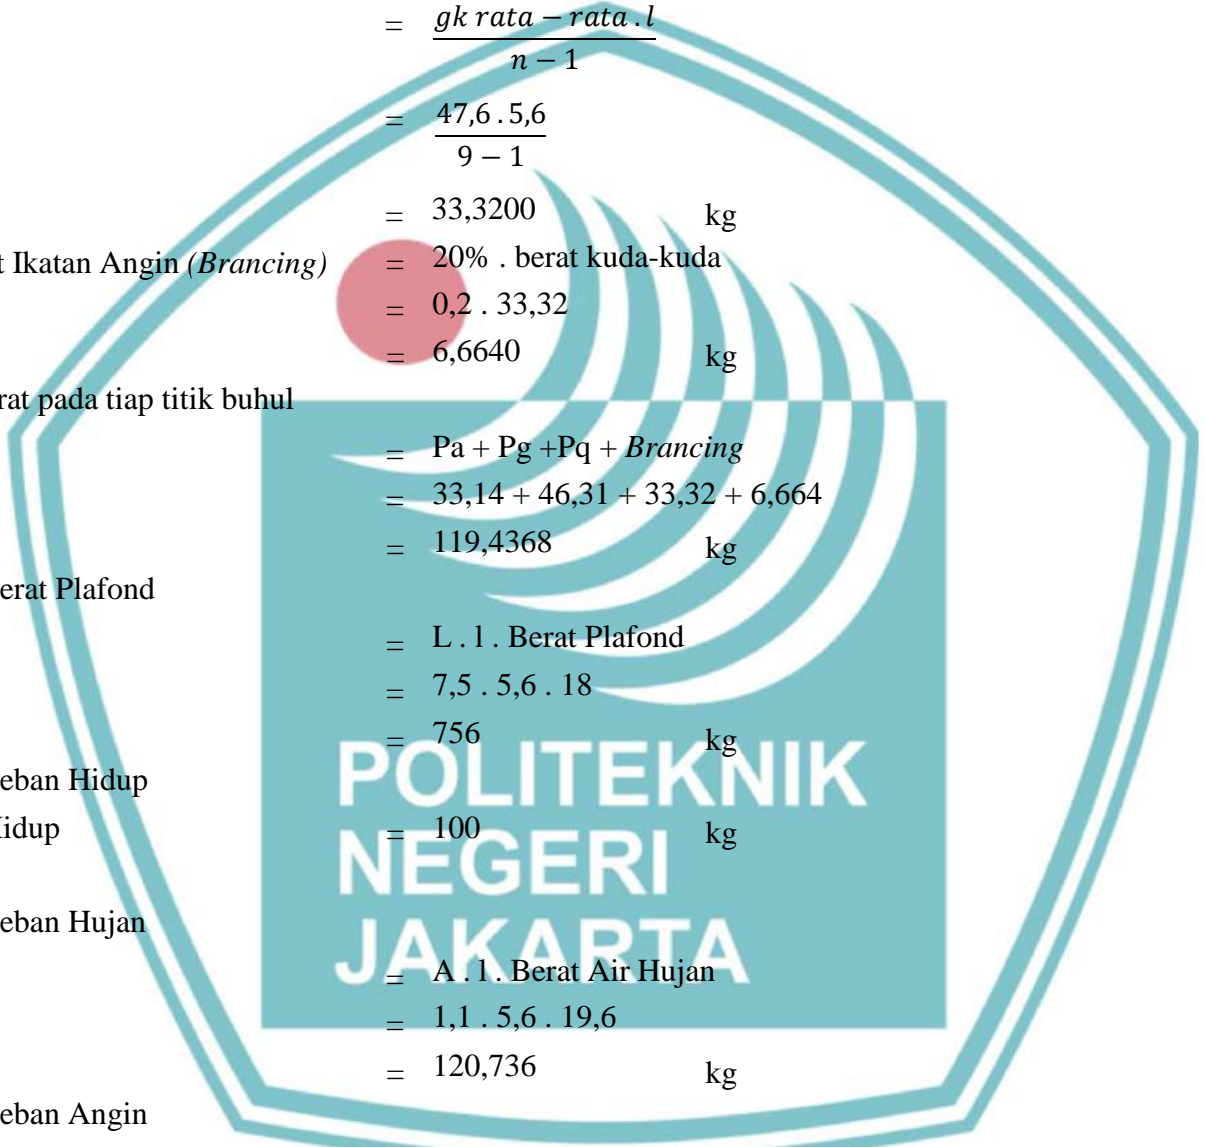 = gk rata − rata . l
n − 1
= 47,6 . 5,6
9 − 1
= 33,3200 kg
t Ikatan Angin (Brancing) = 20% . berat kuda-kuda
= 0,2 . 33,32
= 6,6640 kg
rat pada tiap titik buhul
= Pa + Pg +Pq + Brancing
= 33,14 + 46,31 + 33,32 + 6,664
= 119,4368 kg
erat Plafond
= L . l . Berat Plafond
= 7,5 . 5,6 . 18
= 756 kg
eban Hidup
Hidup = 100 kg
eban Hujan
= A . l . Berat Air Hujan
= 1,1 . 5,6 . 19,6
= 120,736 kg
eban Angin
POLITEKNIK
NEGERI
JAKARTA